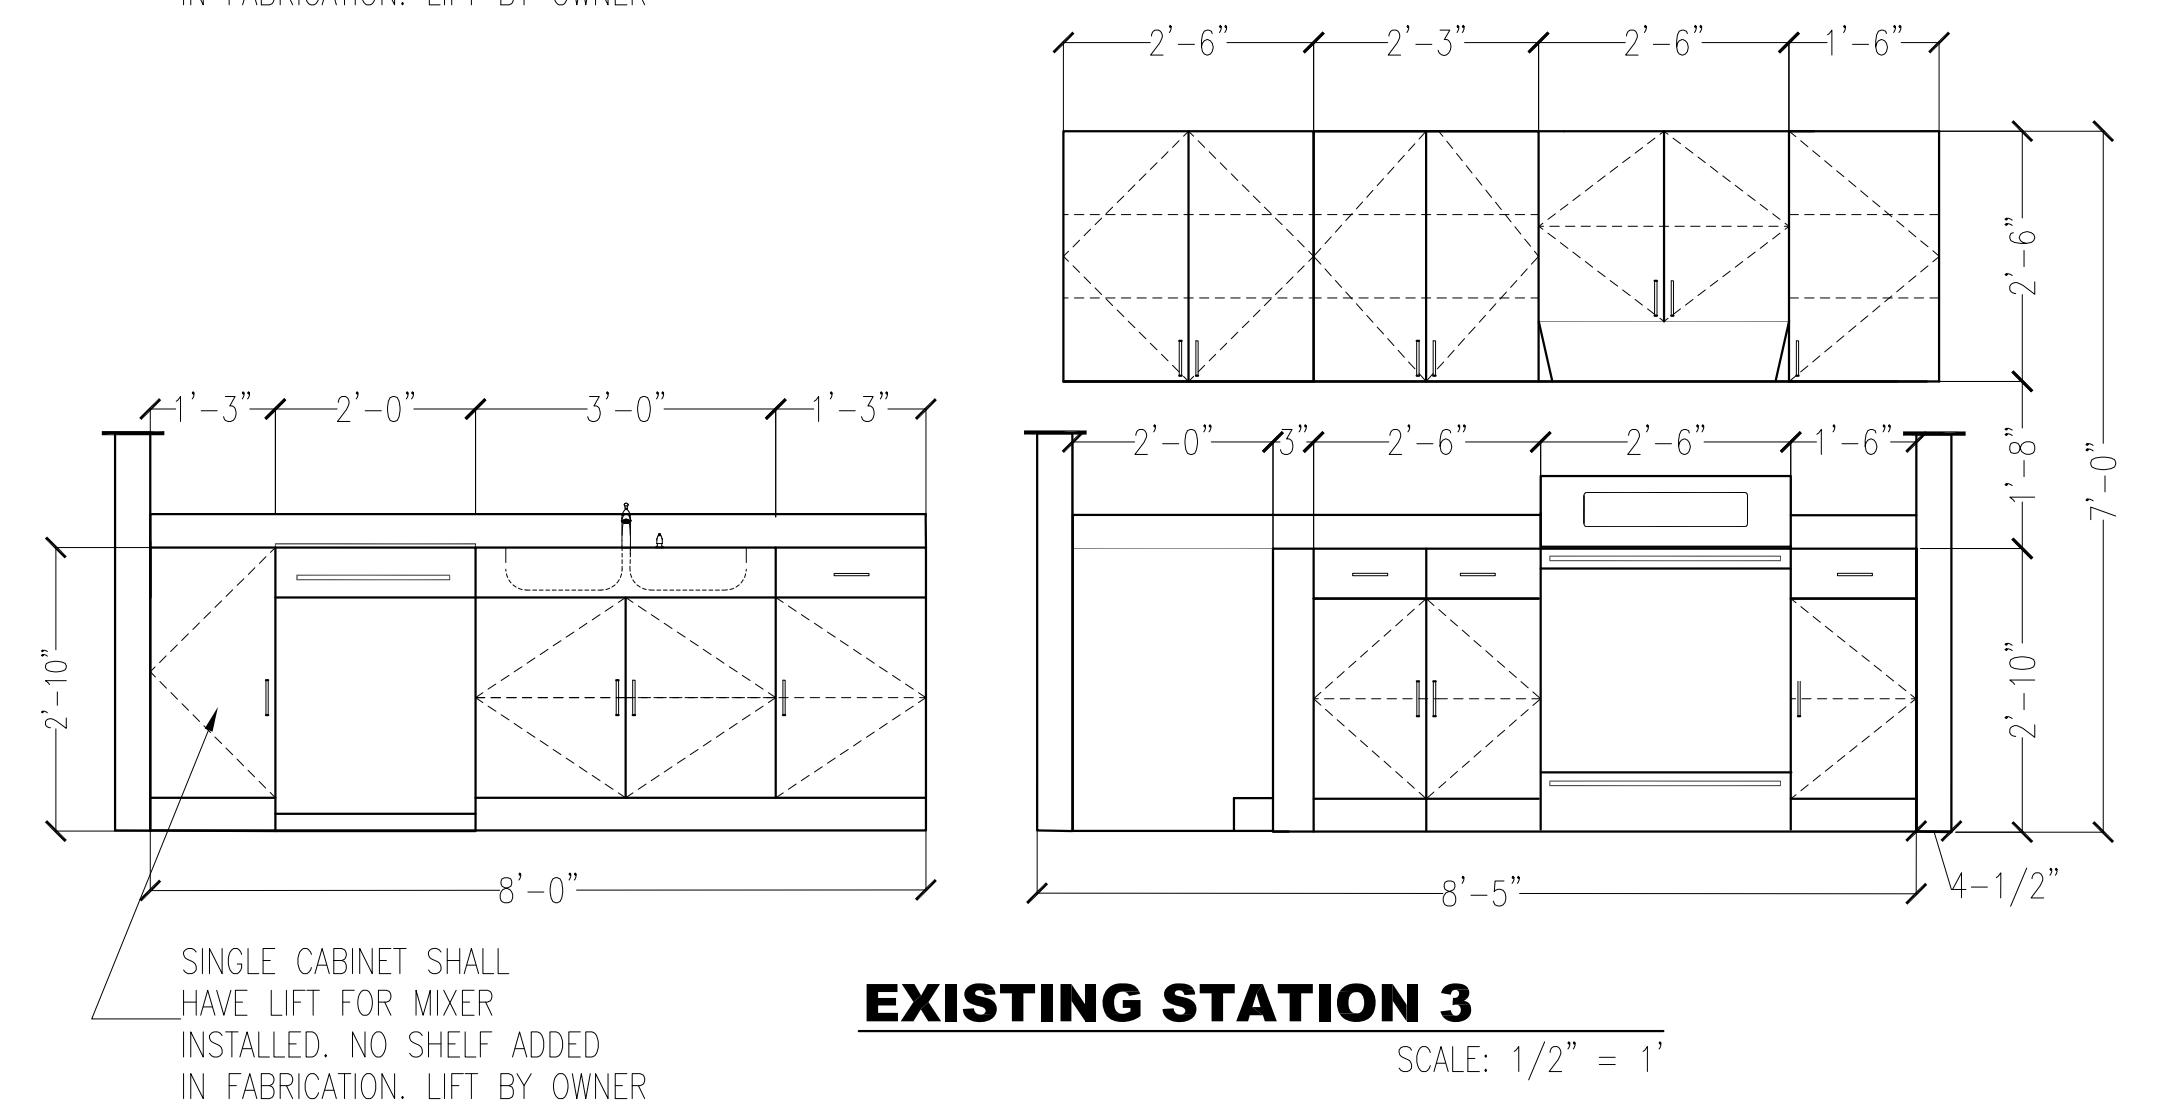 IN FABRICATION. LIFT BY OWNER
2'-6" 2'-3" 2'-6" 1'-6"
2'-6"
1'-8"
7'-0"
2'-10"
1'-3" 2'-0" 3'-0" 1'-3"
2'-10"
8'-0"
2'-0" 3" 2'-6" 2'-6" 1'-6"
8'-5"
4-1/2"
SINGLE CABINET SHALL
HAVE LIFT FOR MIXER
INSTALLED. NO SHELF ADDED
IN FABRICATION. LIFT BY OWNER
EXISTING STATION 3
SCALE: 1/2" = 1'